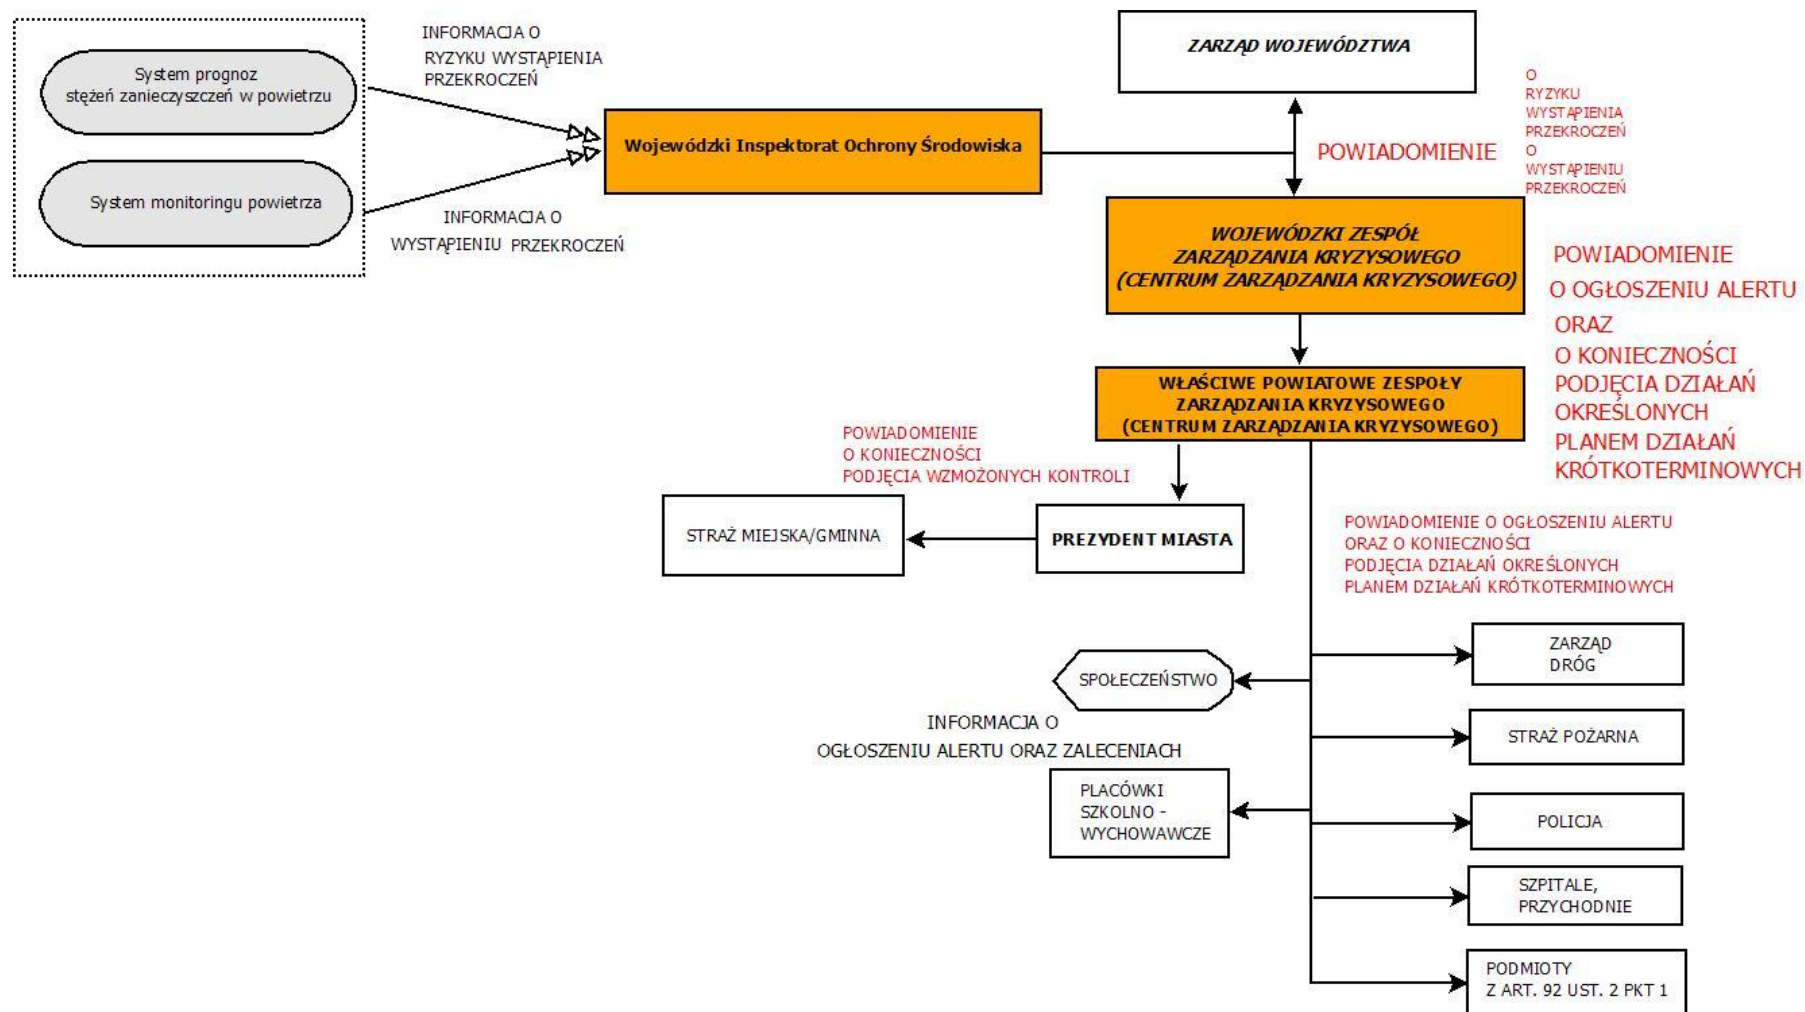 System prognoz
stężeń zanieczyszczeń w powietrzu
System monitoringu powietrza
INFORMACJA O
RYZYKU WYSTĄPIENIA
PRZEKROCZEŃ
INFORMACJA O
WYSTĄPIENIU PRZEKROCZEŃ
Wojewódzki Inspektorat Ochrony Środowiska
ZARZĄD WOJEWÓDZTWA
POWIADOMIENIE
O
RYZYKU
WYSTĄPIENIA
PRZEKROCZEŃ
O
WYSTĄPIENIU
PRZEKROCZEŃ
WOJEWÓDZKI ZESPÓŁ
ZARZĄDZANIA KRYZYSOWEGO
(CENTRUM ZARZĄDZANIA KRYZYSOWEGO)
POWIADOMIENIE
O OGŁOSZENIU ALERTU
ORAZ
O KONIECZNOŚCI
PODJĘCIA DZIAŁAŃ
OKREŚLONYCH
PLANEM DZIAŁAŃ
KRÓTKOTERMINOWYCH
WŁAŚCIWE POWIATOWE ZESPOŁY
ZARZĄDZANIA KRYZYSOWEGO
(CENTRUM ZARZĄDZANIA KRYZYSOWEGO)
POWIADOMIENIE
O KONIECZNOŚCI
PODJĘCIA WZMOŻONYCH KONTROLI
STRAŻ MIEJSKA/GMINNA
PREZYDENT MIASTA
POWIADOMIENIE O OGŁOSZENIU ALERTU
ORAZ O KONIECZNOŚCI
PODJĘCIA DZIAŁAŃ OKREŚLONYCH
PLANEM DZIAŁAŃ KRÓTKOTERMINOWYCH
SPOŁECZEŃSTWO
INFORMACJA O
OGŁOSZENIU ALERTU ORAZ ZALECENIACH
PLACÓWKI
SZKOLNO -
WYCHOWAWCZE
ZARZĄD
DRÓG
STRAŻ POŻARNA
POLICJA
SZPITALE,
PRZYCHODNIE
PODMIOTY
Z ART. 92 UST. 2 PKT 1